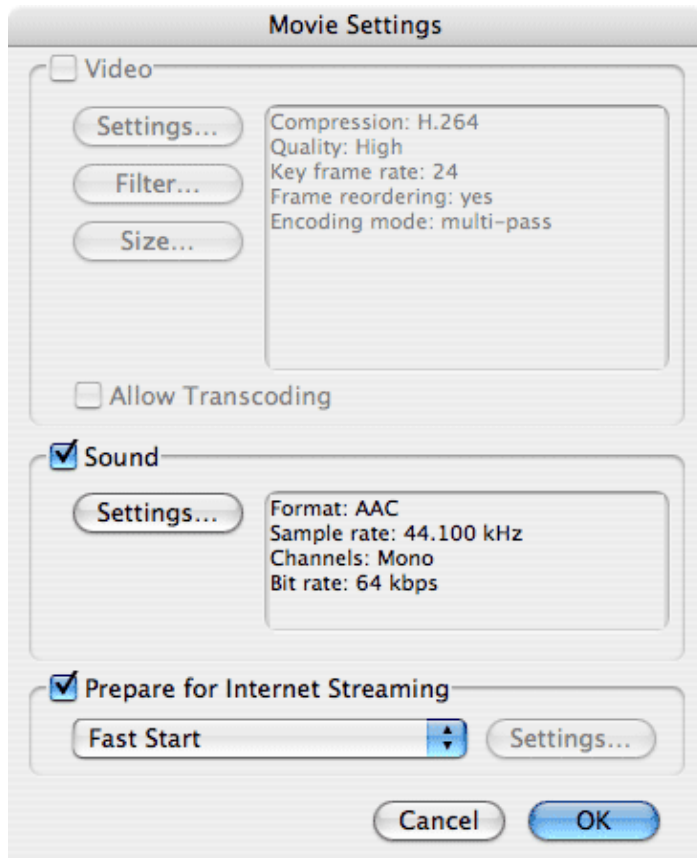 Movie Settings
Video
Settings...
Compression: H.264
Quality: High
Key frame rate: 24
Frame reordering: yes
Encoding mode: multi-pass
Filter...
Size...
Allow Transcoding
Sound
Settings...
Format: AAC
Sample rate: 44.100 kHz
Channels: Mono
Bit rate: 64 kbps
Prepare for Internet Streaming
Fast Start
Settings...
Cancel
OK